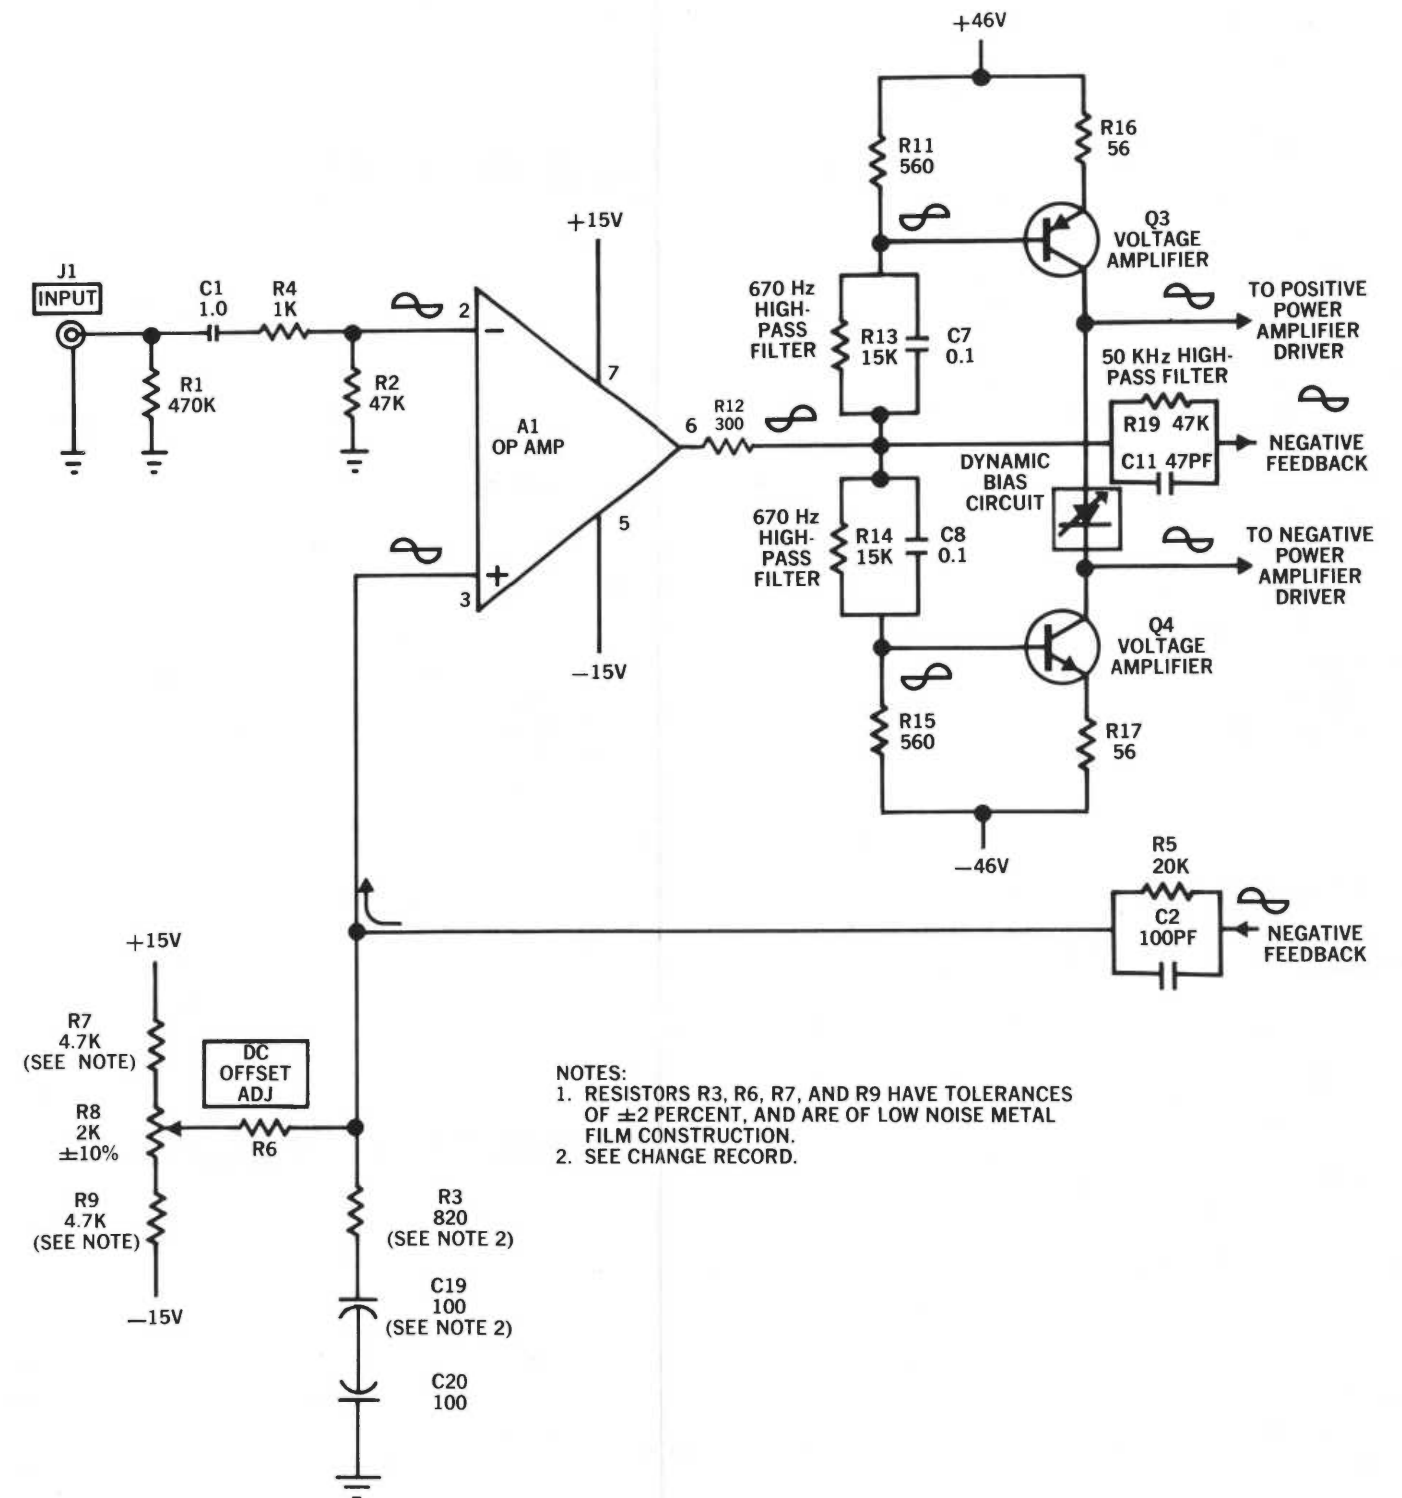 +46V
R11
560
R16
56
Q3
VOLTAGE
AMPLIFIER
+15V
J1
INPUT
C1
1.0
R4
1K
2
−
670 Hz
HIGH-
PASS
FILTER
R13
15K
C7
0.1
TO POSITIVE
POWER
AMPLIFIER
DRIVER
50 KHz HIGH-
PASS FILTER
R1
470K
R2
47K
7
A1
OP AMP
6
R12
300
R19 47K
C11 47PF
NEGATIVE
FEEDBACK
DYNAMIC
BIAS
CIRCUIT
5
670 Hz
HIGH-
PASS
FILTER
R14
15K
C8
0.1
TO NEGATIVE
POWER
AMPLIFIER
DRIVER
+
3
−15V
Q4
VOLTAGE
AMPLIFIER
R15
560
R17
56
−46V
R5
20K
C2
100PF
NEGATIVE
FEEDBACK
+15V
R7
4.7K
(SEE NOTE)
DC
OFFSET
ADJ
R8
2K
±10%
R6
R9
4.7K
(SEE NOTE)
−15V
R3
820
(SEE NOTE 2)
C19
100
(SEE NOTE 2)
C20
100
NOTES:
1. RESISTORS R3, R6, R7, AND R9 HAVE TOLERANCES
OF ±2 PERCENT, AND ARE OF LOW NOISE METAL
FILM CONSTRUCTION.
2. SEE CHANGE RECORD.